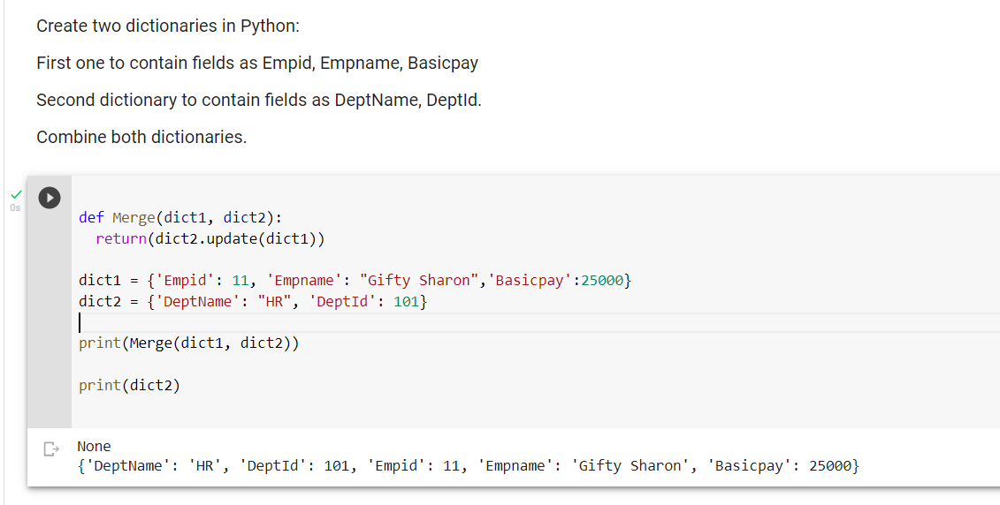 Create two dictionaries in Python:
First one to contain fields as Empid, Empname, Basicpay
Second dictionary to contain fields as DeptName, DeptId.
Combine both dictionaries.
0s
def Merge(dict1, dict2):
  return(dict2.update(dict1))
dict1 = {'Empid': 11, 'Empname': "Gifty Sharon",'Basicpay':25000}
dict2 = {'DeptName': "HR", 'DeptId': 101}
print(Merge(dict1, dict2))
print(dict2)
None
{'DeptName': 'HR', 'DeptId': 101, 'Empid': 11, 'Empname': 'Gifty Sharon', 'Basicpay': 25000}